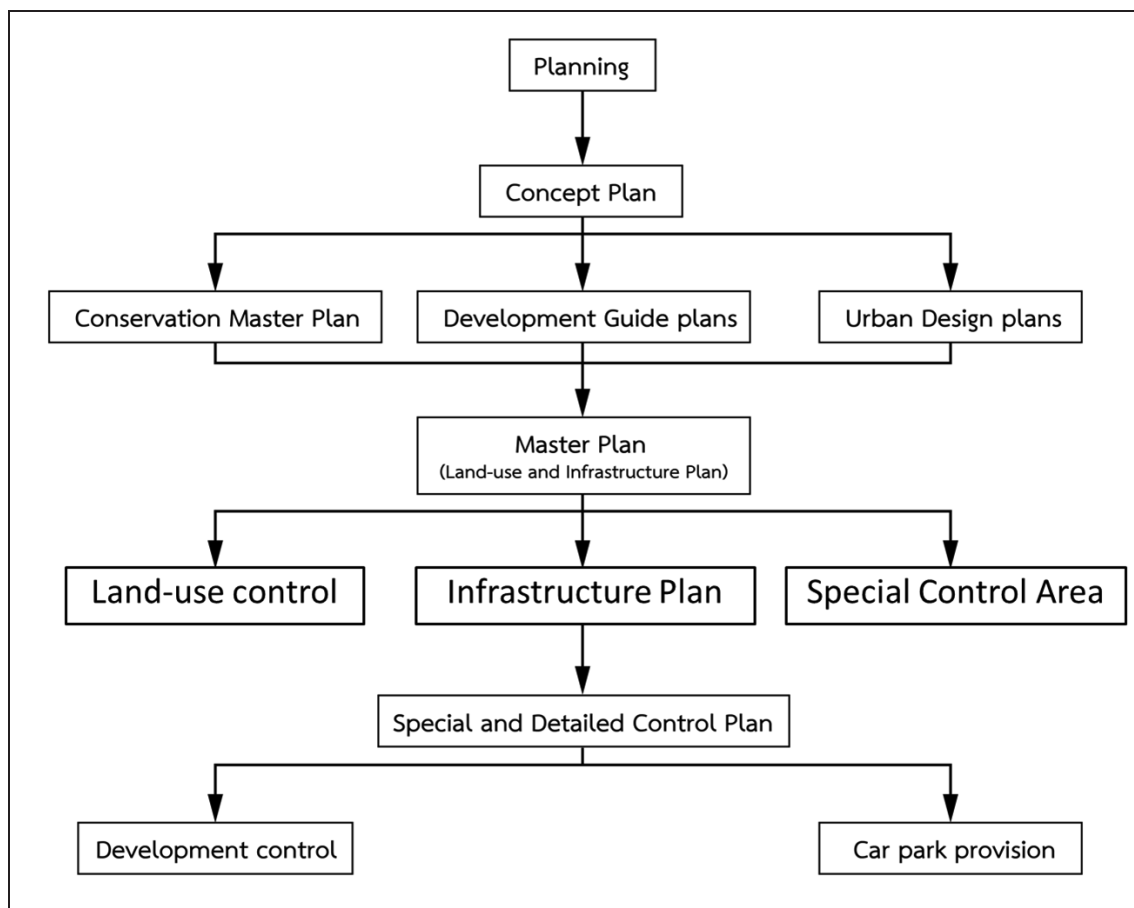 Planning
Concept Plan
Conservation Master Plan
Development Guide plans
Urban Design plans
Master Plan
(Land-use and Infrastructure Plan)
Land-use control
Infrastructure Plan
Special Control Area
Special and Detailed Control Plan
Development control
Car park provision